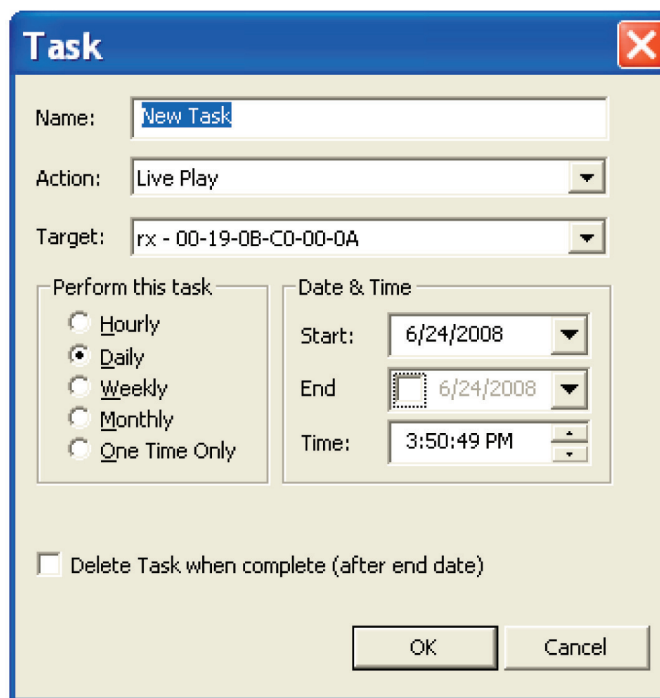 Task
Name: New Task
Action: Live Play
Target: rx - 00-19-0B-C0-00-0A
Perform this task
Hourly
Daily
Weekly
Monthly
One Time Only
Date & Time
Start: 6/24/2008
End 6/24/2008
Time: 3:50:49 PM
Delete Task when complete (after end date)
OK Cancel